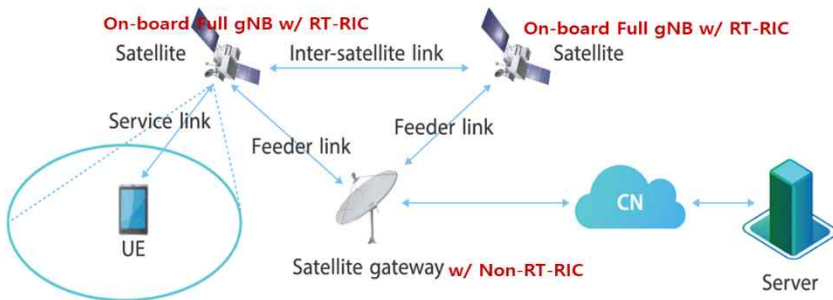 On-board Full gNB w/ RT-RIC
On-board Full gNB w/ RT-RIC
Satellite
Inter-satellite link
Satellite
Service link
Feeder link
Feeder link
CN
UE
Satellite gateway w/ Non-RT-RIC
Server